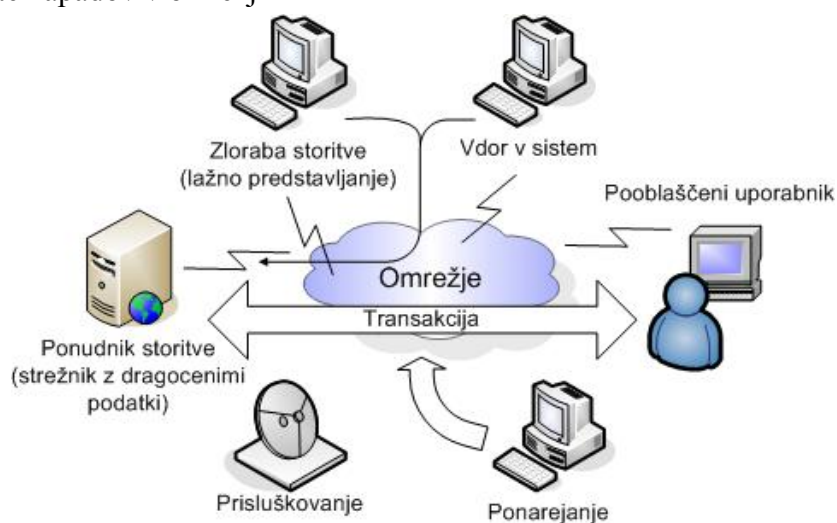 Zloraba storitve
(lažno predstavljanje)
Vdor v sistem
Pooblaščeni uporabnik
Omrežje
Transakcija
Ponudnik storitve
(strežnik z dragocenimi
podatki)
Prisluškovanje
Ponarejanje